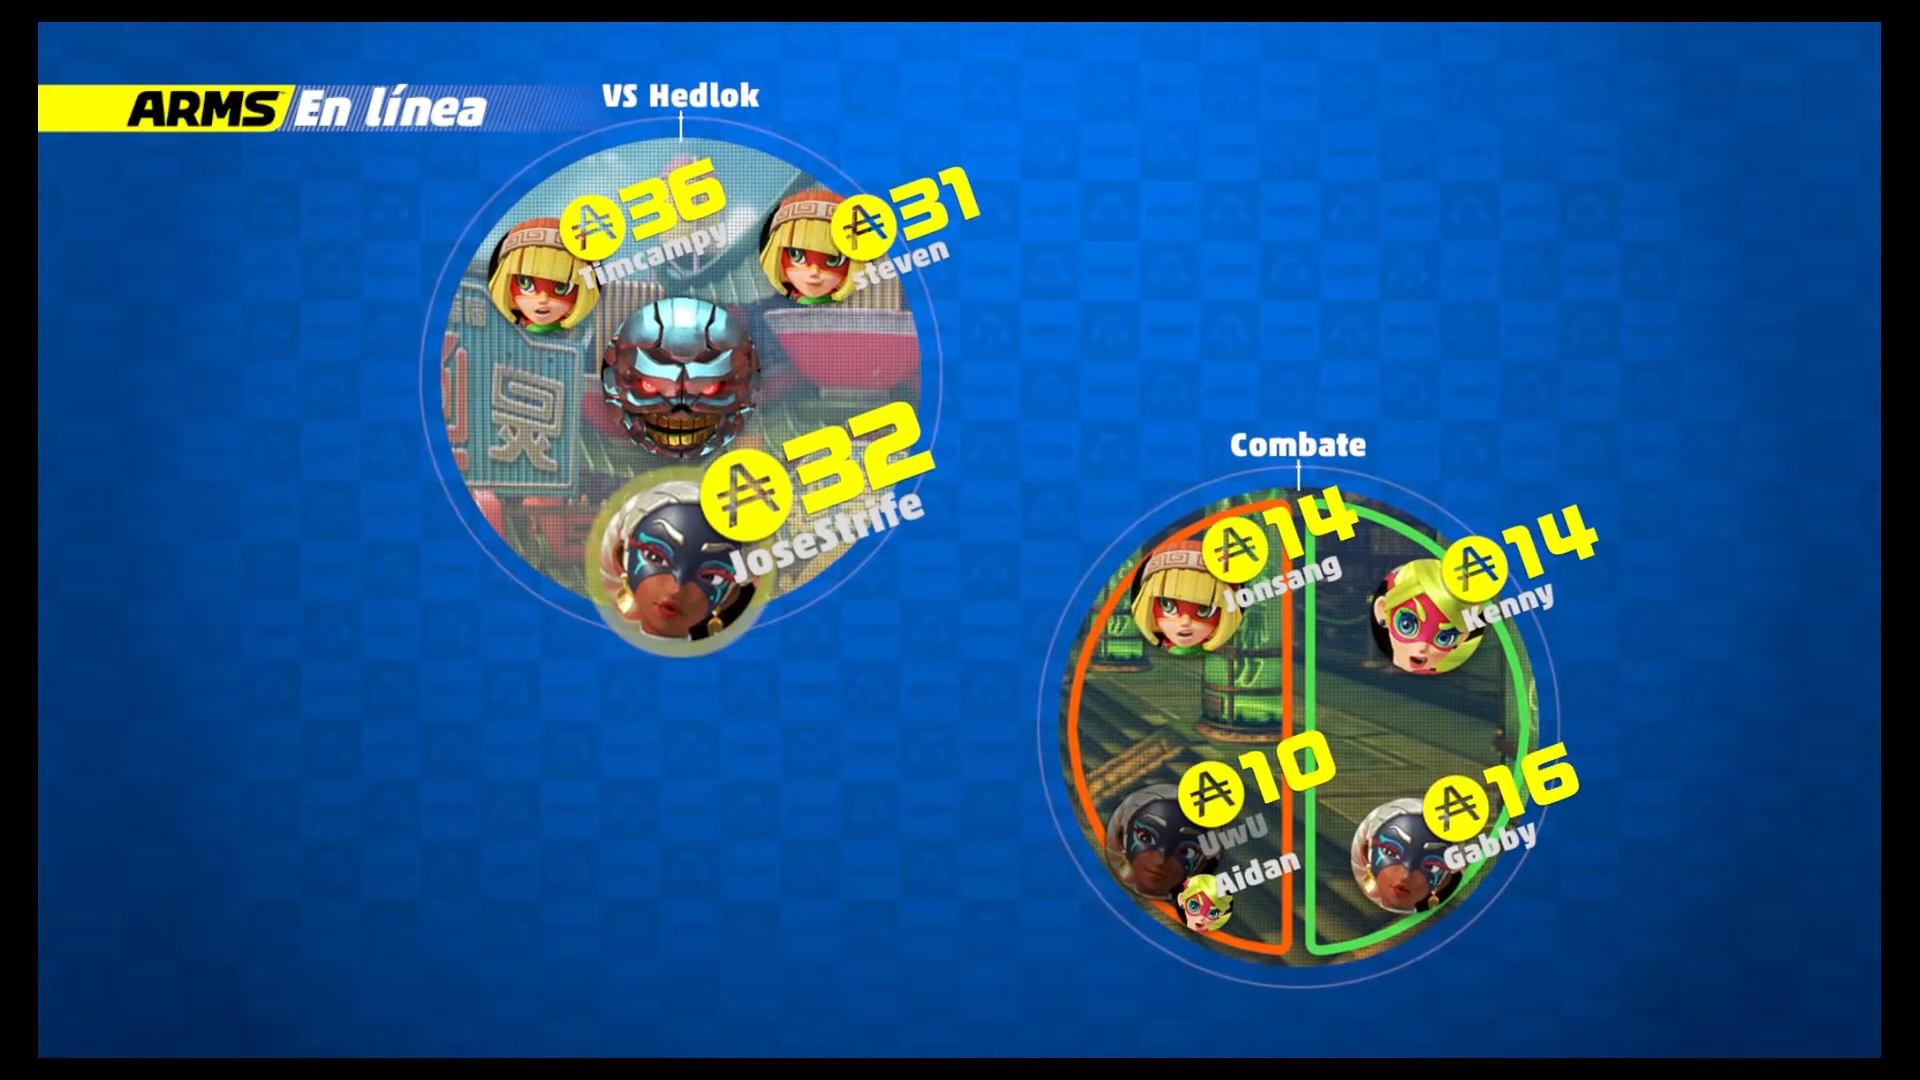 ARMS En línea
VS Hedlok
36
Timcampy
31
steven
32
JoseStrife
Combate
14
Jonsang
14
Kenny
10
UwU
Aidan
16
Gabby